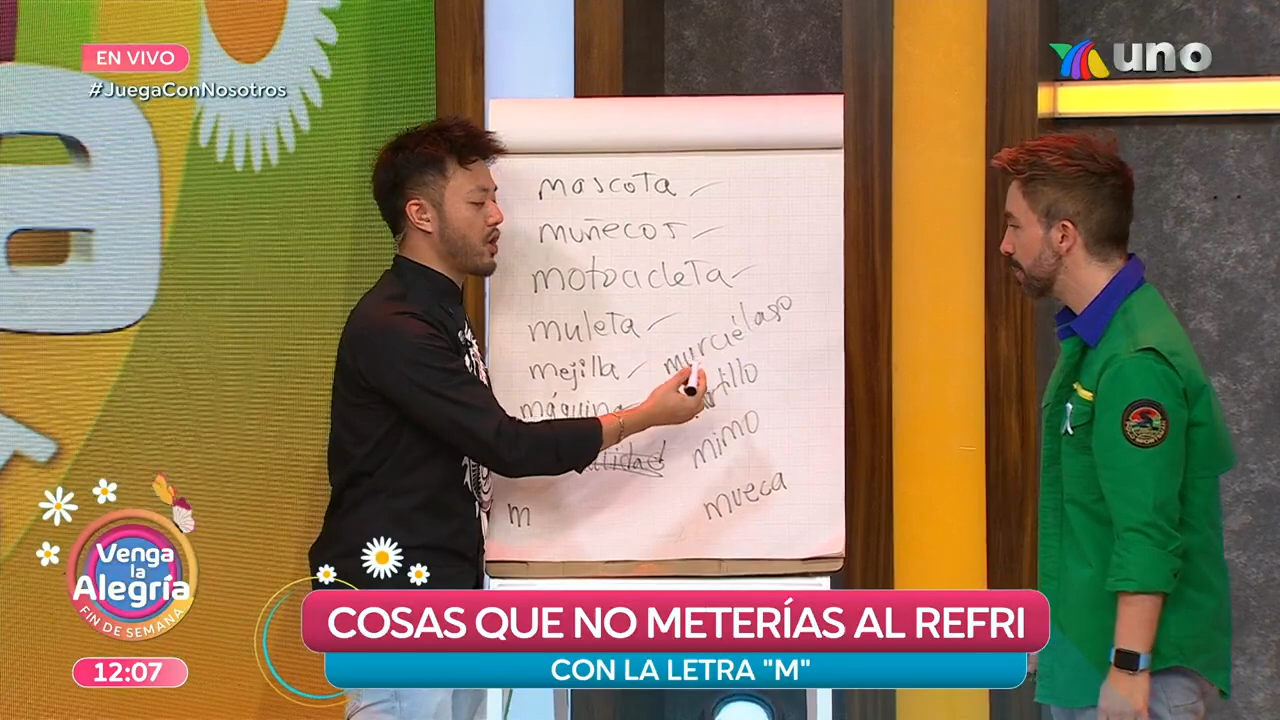 EN VIVO
#JuegaConNosotros
uno
mascota
muñecos
motocicleta
muleta
murciélago
mejilla
máquina
mimo
mueca
m
Venga
la
Alegría
FIN DE SEMANA
12:07
COSAS QUE NO METERÍAS AL REFRI
CON LA LETRA "M"